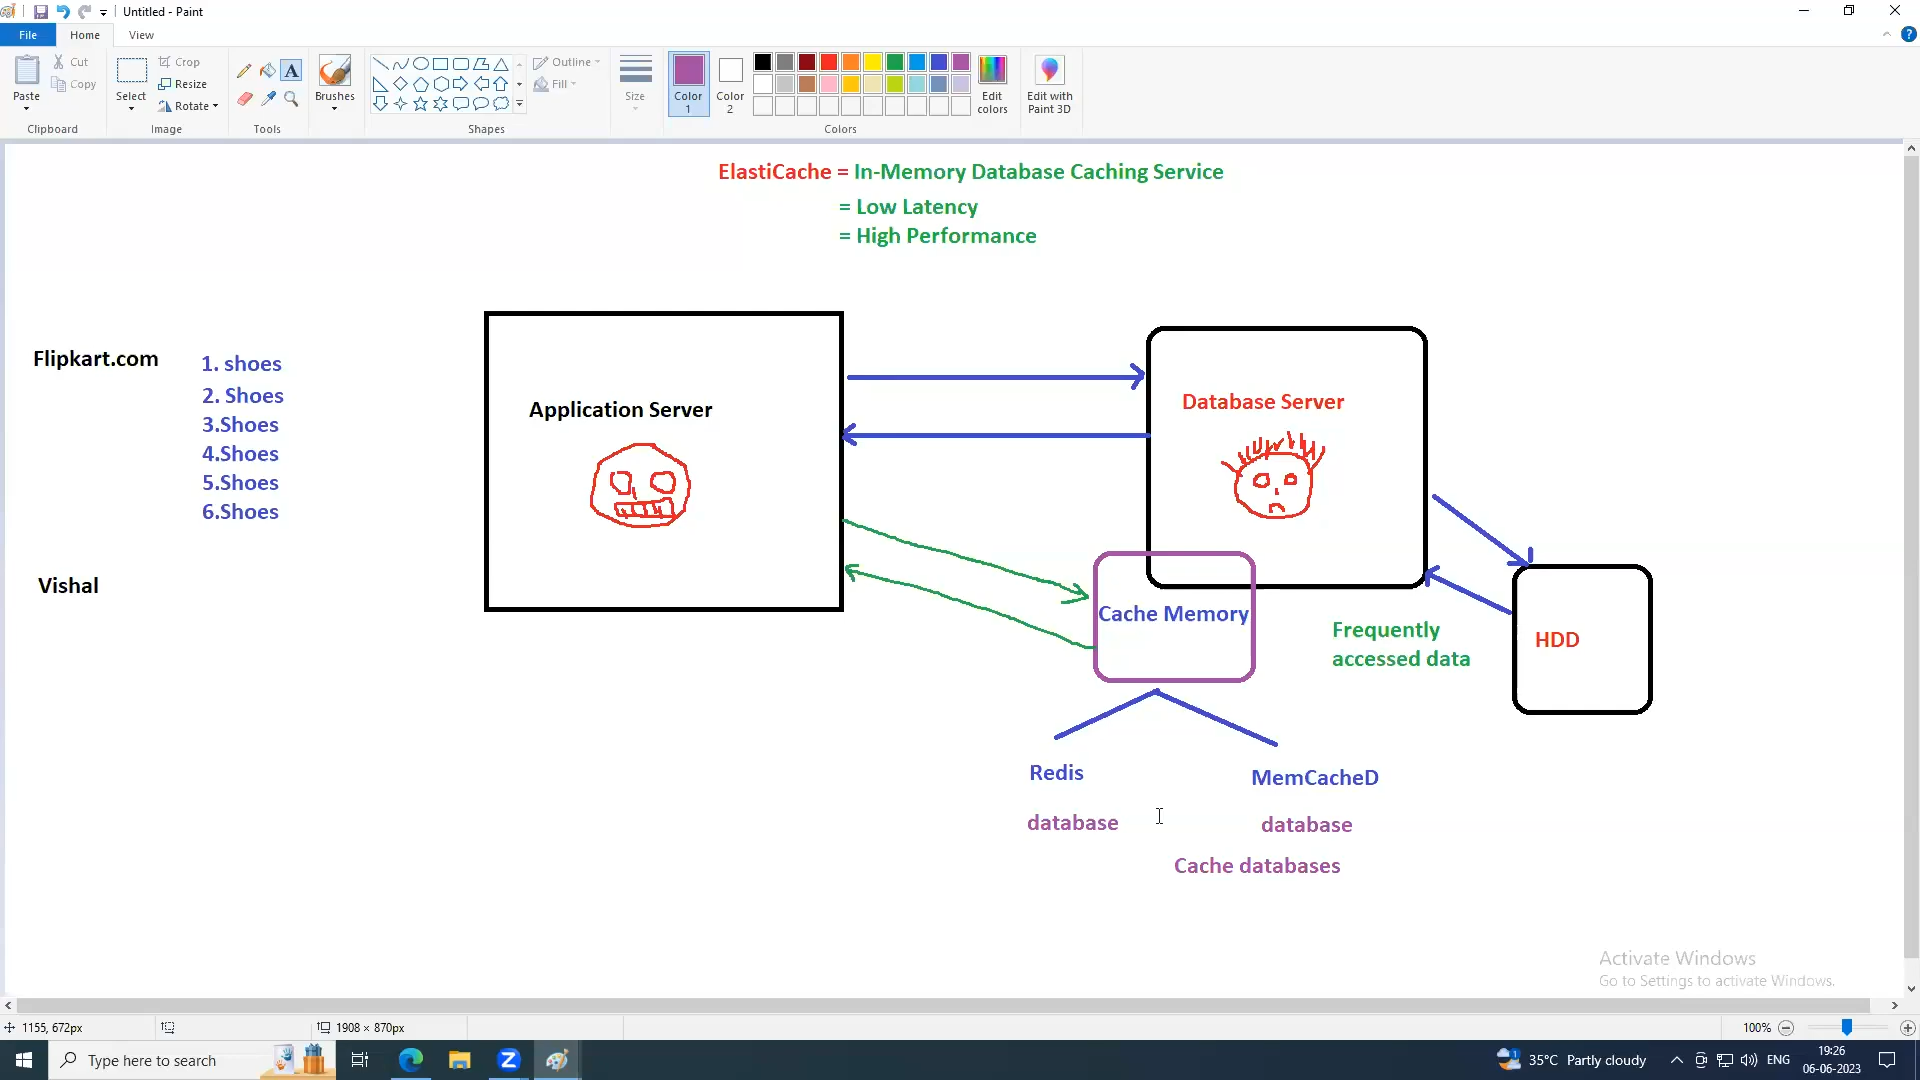 Untitled - Paint
File
Home
View
Paste
Cut
Copy
Clipboard
Select
Crop
Resize
Rotate
Image
A
Tools
Brushes
Shapes
Outline
Fill
Size
Color
1
Color
2
Edit
colors
Colors
Edit with
Paint 3D
ElastiCache = In-Memory Database Caching Service
= Low Latency
= High Performance
Flipkart.com
1. shoes
2. Shoes
3.Shoes
4.Shoes
5.Shoes
6.Shoes
Vishal
Application Server
Database Server
Cache Memory
Frequently
accessed data
HDD
Redis
MemCacheD
database
database
Cache databases
Activate Windows
Go to Settings to activate Windows.
1155, 672px
1908 × 870px
100%
Type here to search
Z
35°C Partly cloudy
ENG
19:26
06-06-2023